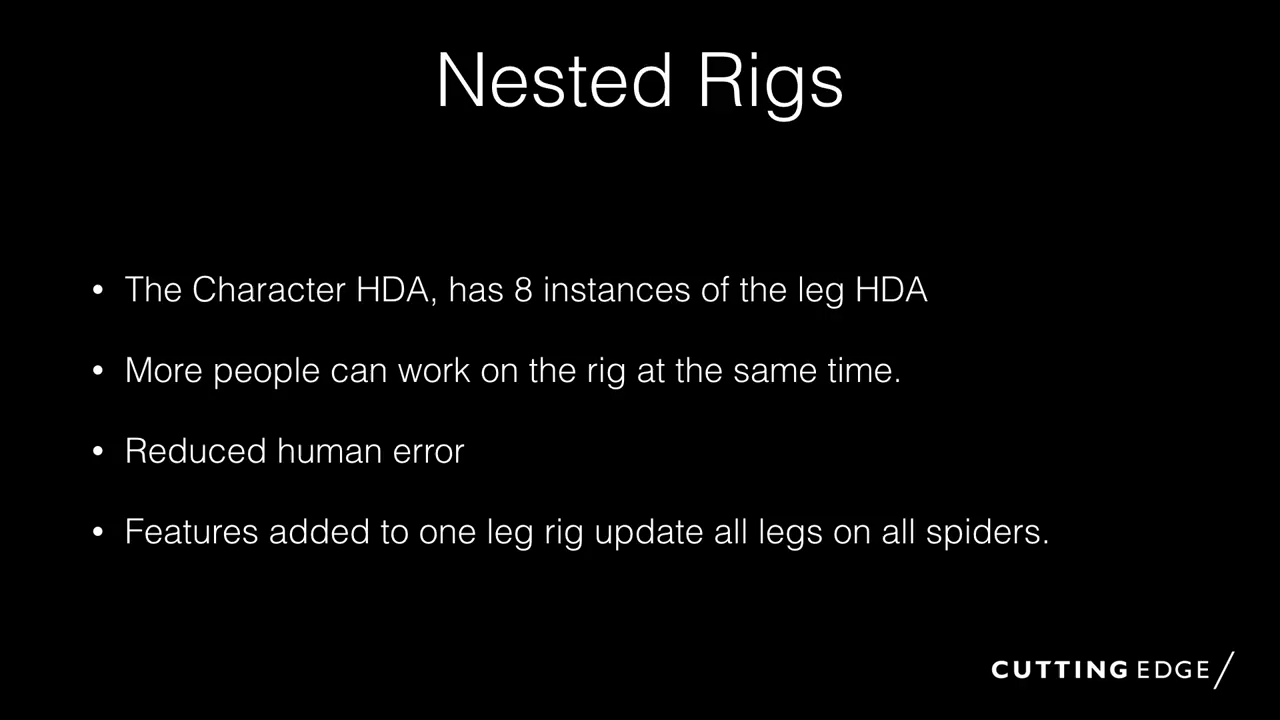 Nested Rigs
• The Character HDA, has 8 instances of the leg HDA
• More people can work on the rig at the same time.
• Reduced human error
• Features added to one leg rig update all legs on all spiders.
CUTTING EDGE/